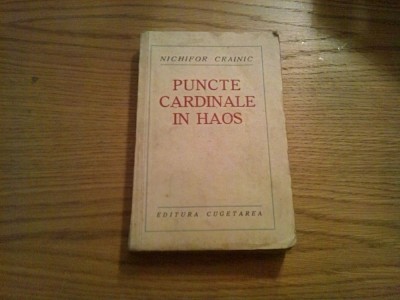 NICHIFOR CRAINIC
PUNCTE
CARDINALE
IN HAOS
EDITURA CUGETAREA